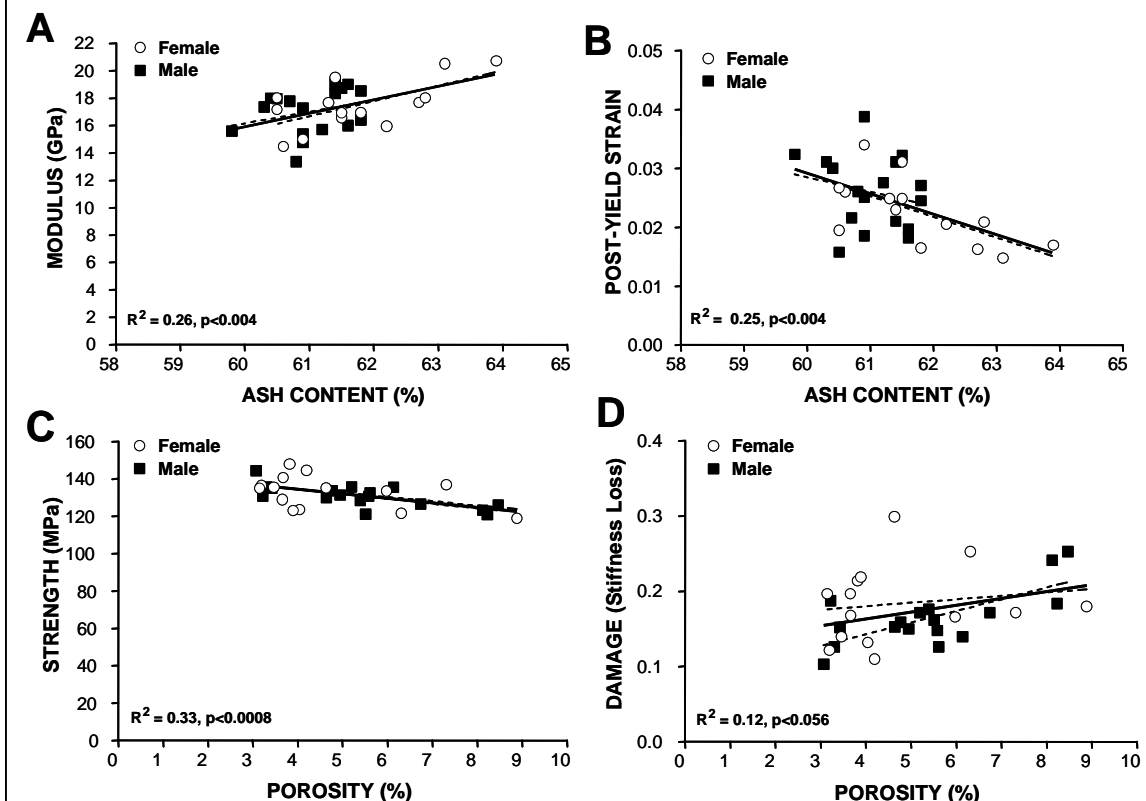 A
22
20
18
16
14
12
10
8
6
4
2
0
MODULUS (GPa)
Female
Male
R² = 0.26, p<0.004
58 59 60 61 62 63 64 65
ASH CONTENT (%)
B
0.05
0.04
0.03
0.02
0.01
0.00
POST-YIELD STRAIN
Female
Male
R² = 0.25, p<0.004
58 59 60 61 62 63 64 65
ASH CONTENT (%)
C
160
140
120
100
80
60
40
20
0
STRENGTH (MPa)
Female
Male
R² = 0.33, p<0.0008
0 1 2 3 4 5 6 7 8 9 10
POROSITY (%)
D
0.4
0.3
0.2
0.1
0.0
DAMAGE (Stiffness Loss)
Female
Male
R² = 0.12, p<0.056
0 1 2 3 4 5 6 7 8 9 10
POROSITY (%)